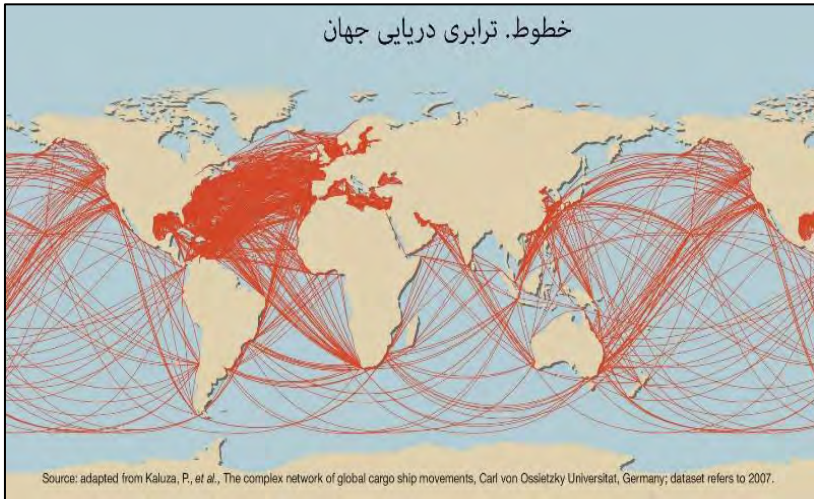 خطوط. ترابری دریایی جهان
Source: adapted from Kaluza, P., et al., The complex network of global cargo ship movements, Carl von Ossietzky Universitat, Germany; dataset refers to 2007.